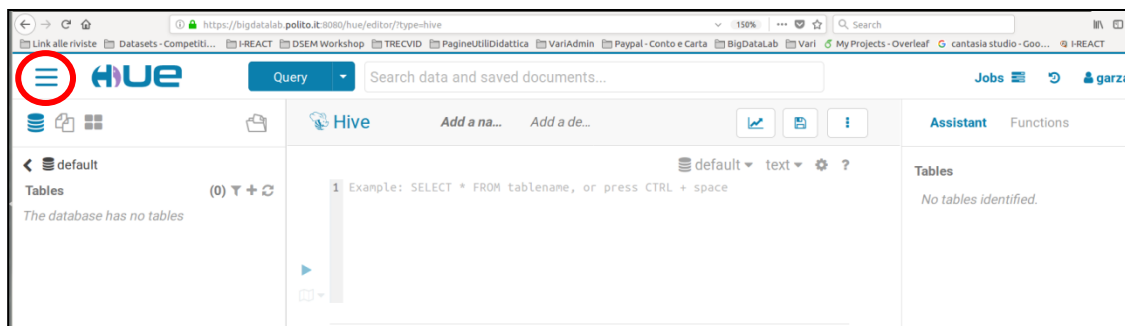 https://bigdatalab.polito.it:8080/hue/editor/?type=hive 150% Search
Link alle riviste Datasets - Competiti... I-REACT DSEM Workshop TRECVID PagineUtiliDidattica VariAdmin Paypal - Conto e Carta BigDataLab Vari My Projects - Overleaf cantasia studio - Goo... I-REACT
HUE Query Search data and saved documents... Jobs garza
Hive Add a na... Add a de... Assistant Functions
default default text ?
Tables (0) Tables
1 Example: SELECT * FROM tablename, or press CTRL + space
No tables identified.
The database has no tables